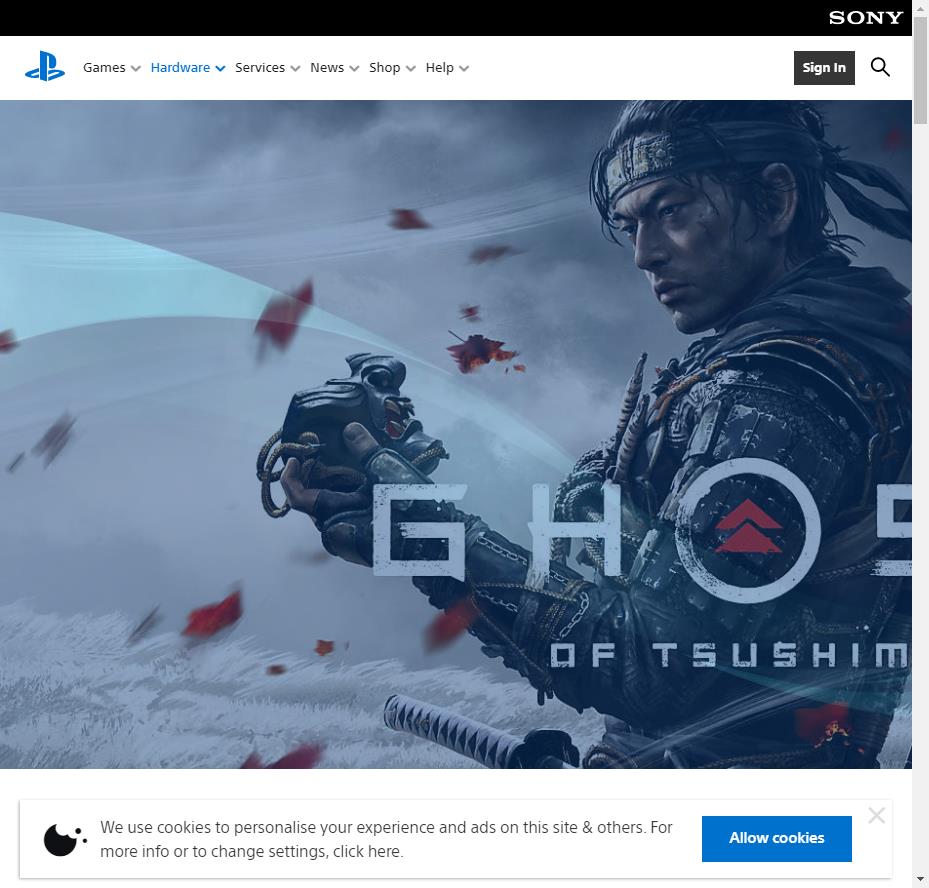 SONY
Games Hardware Services News Shop Help Sign In
GHOS
OF TSUSHIM
We use cookies to personalise your experience and ads on this site & others. For
more info or to change settings, click here.
Allow cookies